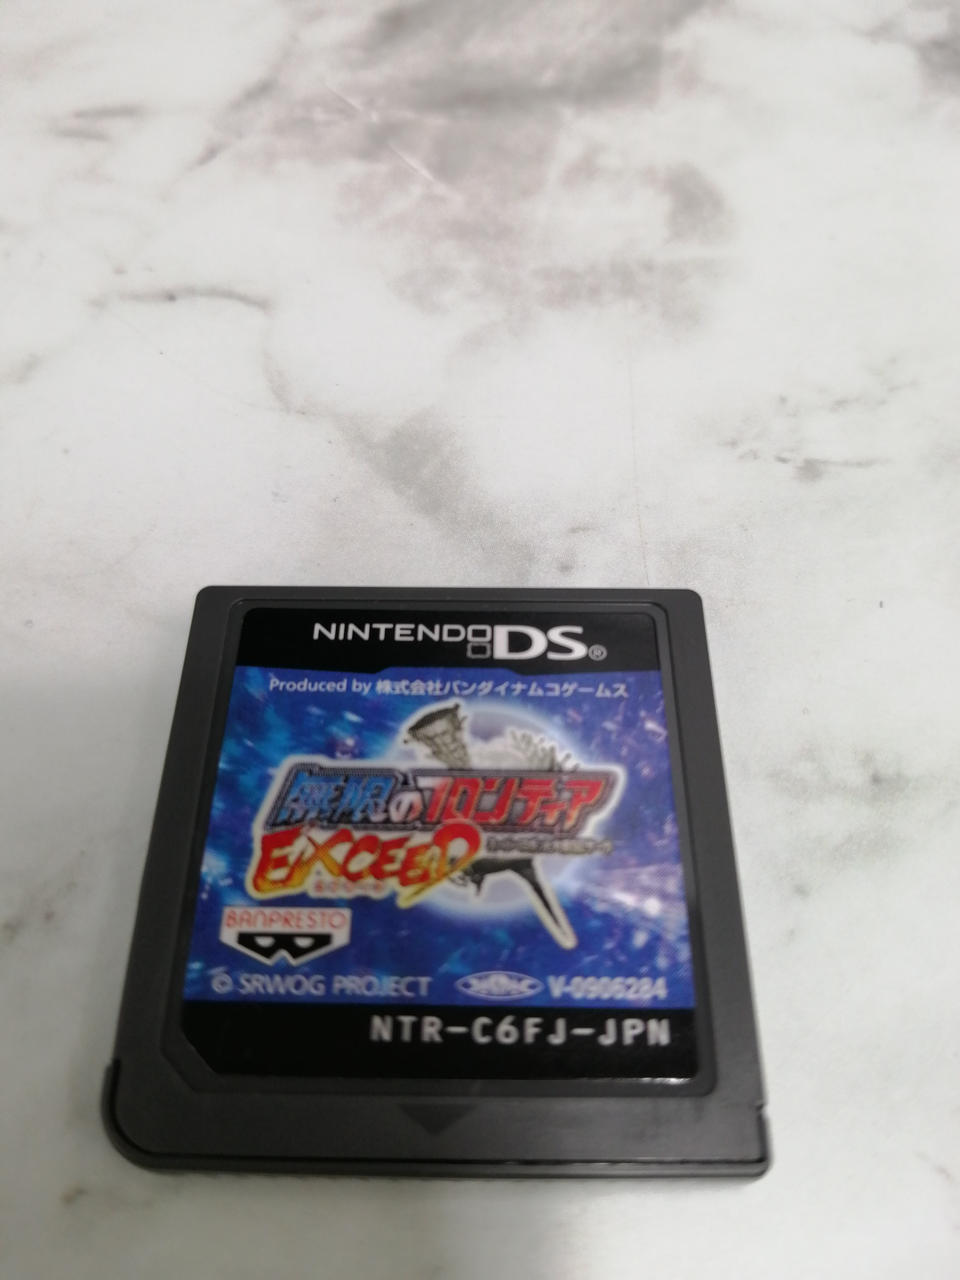 NINTENDO DS®
Produced by 株式会社バンダイナムコゲームス
無限のフロンティア
EXCEED
BANPRESTO
© SRWOG PROJECT
V-0906284
NTR-C6FJ-JPN